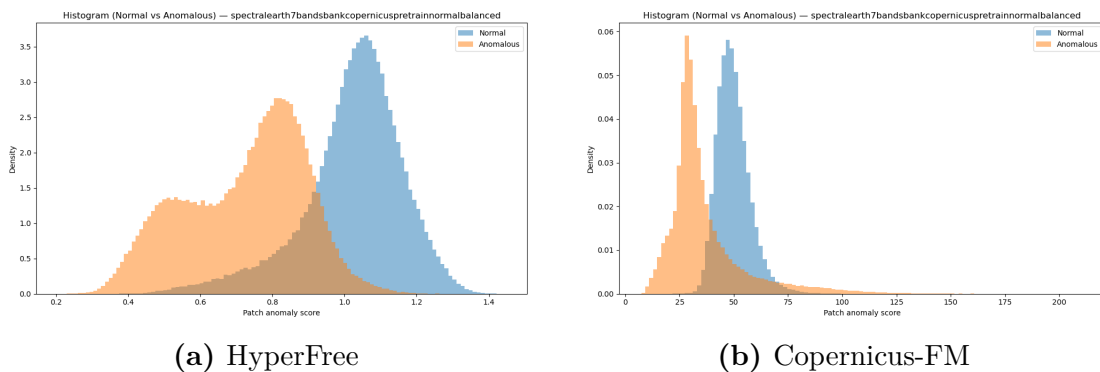 Histogram (Normal vs Anomalous) — spectralearth7bandsbankcopernicuspretrainnormalbalanced
Normal
Anomalous
3.5
3.0
2.5
2.0
1.5
1.0
0.5
0.0
Density
0.2 0.4 0.6 0.8 1.0 1.2 1.4
Patch anomaly score
(a) HyperFree
Histogram (Normal vs Anomalous) — spectralearth7bandsbankcopernicuspretrainnormalbalanced
Normal
Anomalous
0.06
0.05
0.04
0.03
0.02
0.01
0.00
Density
0 25 50 75 100 125 150 175 200
Patch anomaly score
(b) Copernicus-FM